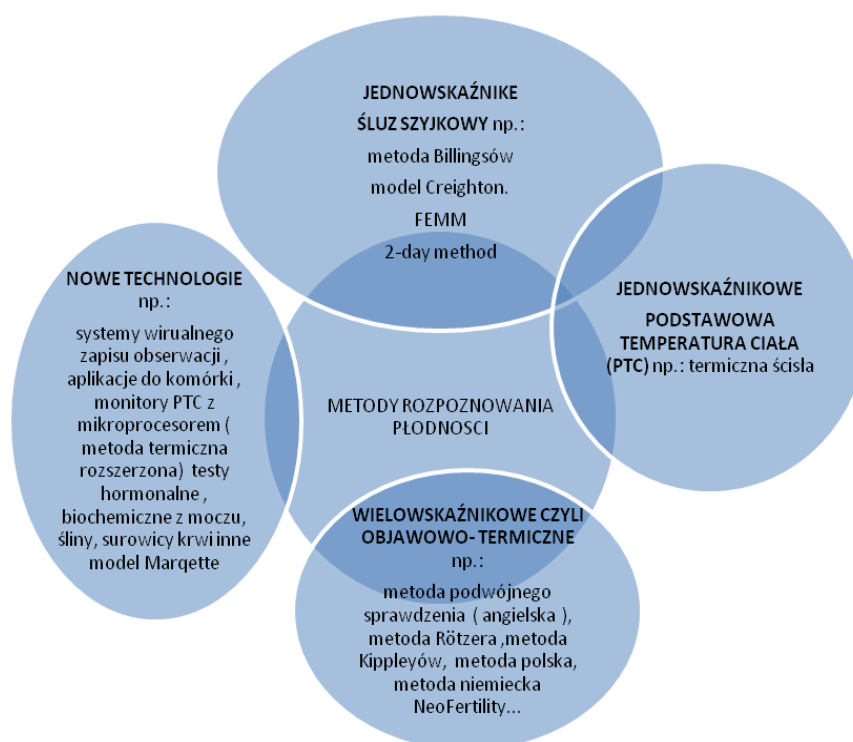 JEDNOWSKAŹNIKE
ŚLUZ SZYJKOWY np.:
metoda Billingsów
model Creighton.
FEMM
2-day method
NOWE TECHNOLOGIE
np.:
systemy wirualnego
zapisu obserwacji ,
aplikacje do komórki ,
monitory PTC z
mikroprocesorem (
metoda termiczna
rozszerzona) testy
hormonalne ,
biochemiczne z moczu,
śliny, surowicy krwi inne
model Marqette
JEDNOWSKAŹNIKOWE
PODSTAWOWA
TEMPERATURA CIAŁA
(PTC) np.: termiczna ścisła
METODY ROZPOZNOWANIA
PŁODNOSCI
WIELOWSKAŹNIKOWE CZYLI
OBJAWOWO- TERMICZNE
np.:
metoda podwójnego
sprawdzenia ( angielska ),
metoda Rötzera ,metoda
Kippleyów, metoda polska,
metoda niemiecka
NeoFertility...